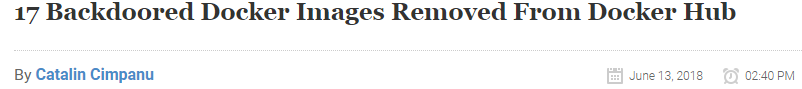 17 Backdoored Docker Images Removed From Docker Hub
By Catalin Cimpanu June 13, 2018 02:40 PM